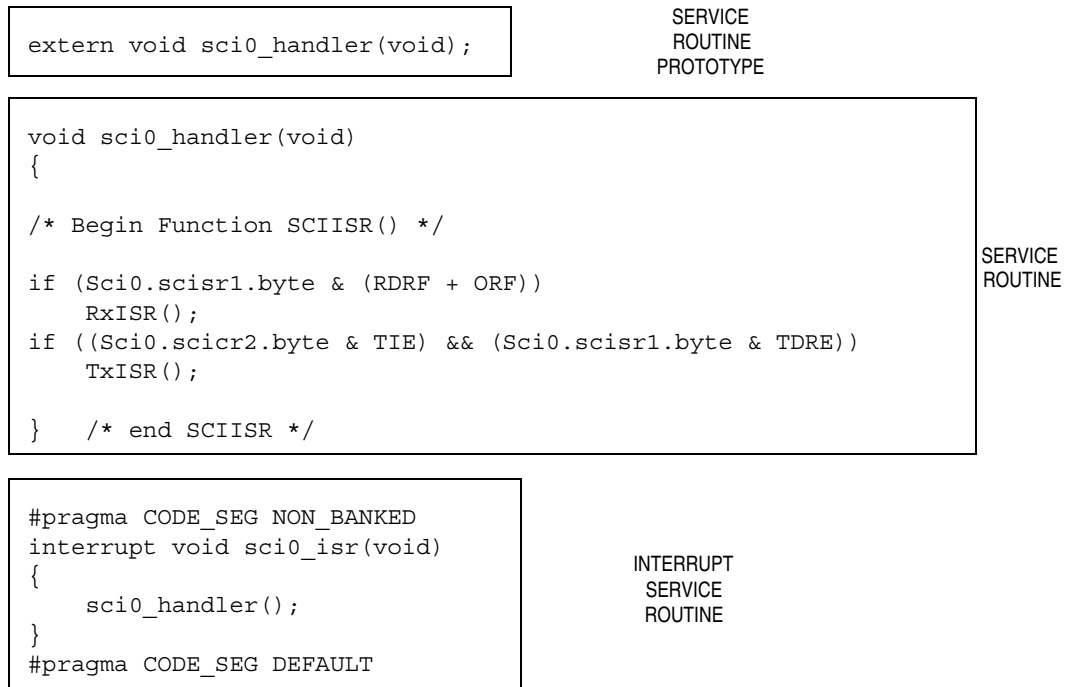 extern void sci0_handler(void);
SERVICE
ROUTINE
PROTOTYPE
void sci0_handler(void)
{
/* Begin Function SCIISR() */
if (Sci0.scisr1.byte & (RDRF + ORF))
    RxISR();
if ((Sci0.scicr2.byte & TIE) && (Sci0.scisr1.byte & TDRE))
    TxISR();
}    /* end SCIISR */
SERVICE
ROUTINE
#pragma CODE_SEG NON_BANKED
interrupt void sci0_isr(void)
{
    sci0_handler();
}
#pragma CODE_SEG DEFAULT
INTERRUPT
SERVICE
ROUTINE